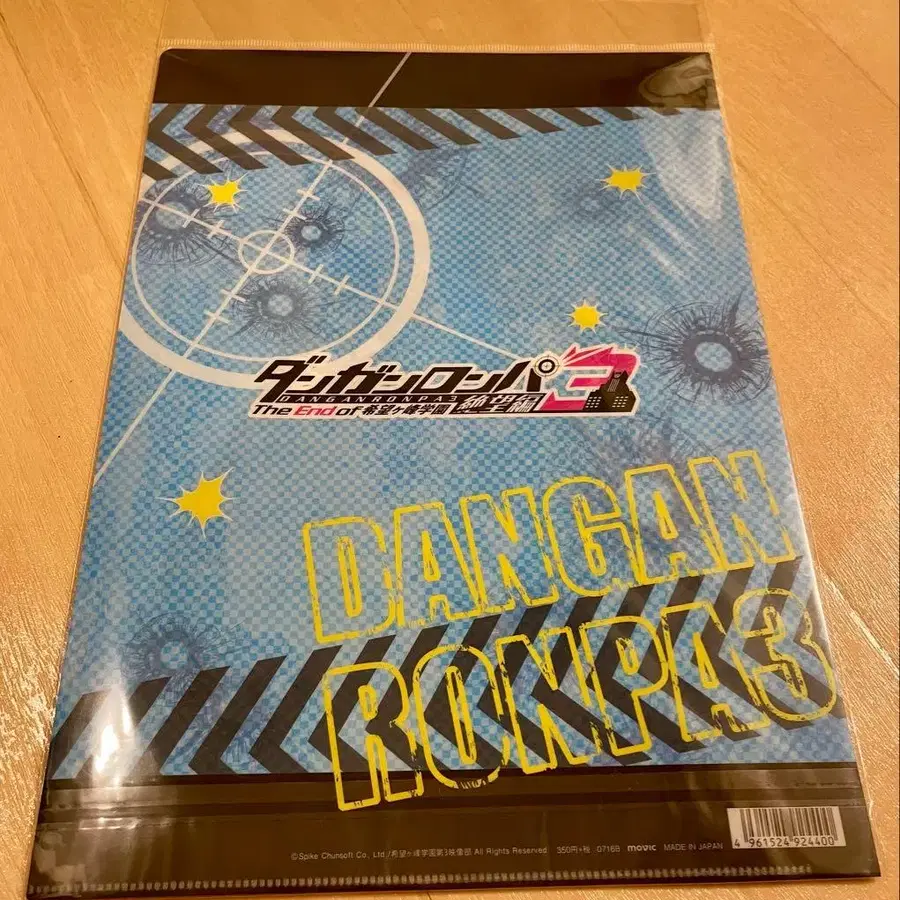 ダンガンロンパ3
DANGANRONPA3
The End of 希望ヶ峰学園 絶望編
DANGAN
RONPA3
©Spike Chunsoft Co., Ltd./希望ヶ峰学園第3映像部 All Rights Reserved. 350円+税 0716B movic MADE IN JAPAN
4 961524 924400